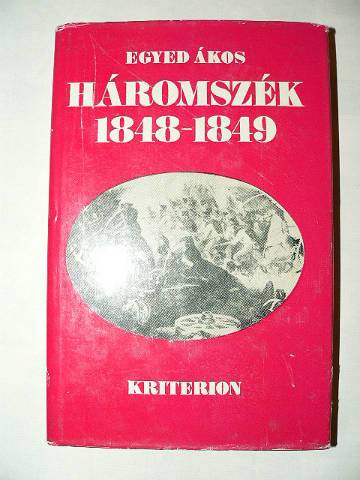 EGYED ÁKOS
HÁROMSZÉK
1848-1849
KRITERION